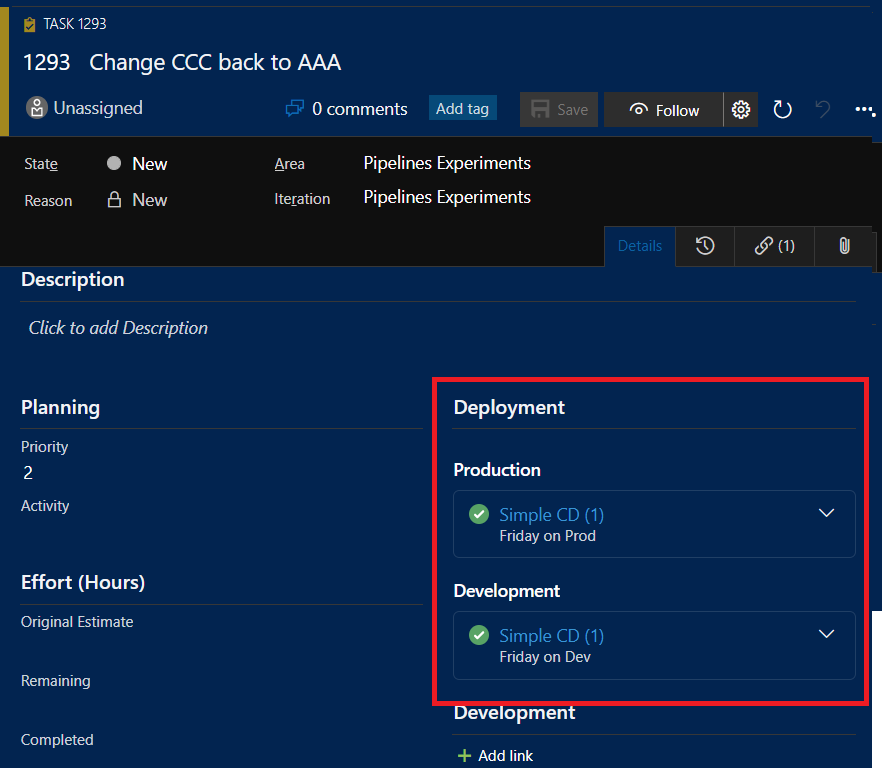 TASK 1293
1293 Change CCC back to AAA
Unassigned 0 comments Add tag Save Follow
State New Area Pipelines Experiments
Reason New Iteration Pipelines Experiments
Details (1)
Description
Click to add Description
Planning
Priority
2
Activity
Effort (Hours)
Original Estimate
Remaining
Completed
Deployment
Production
Simple CD (1)
Friday on Prod
Development
Simple CD (1)
Friday on Dev
Development
+ Add link